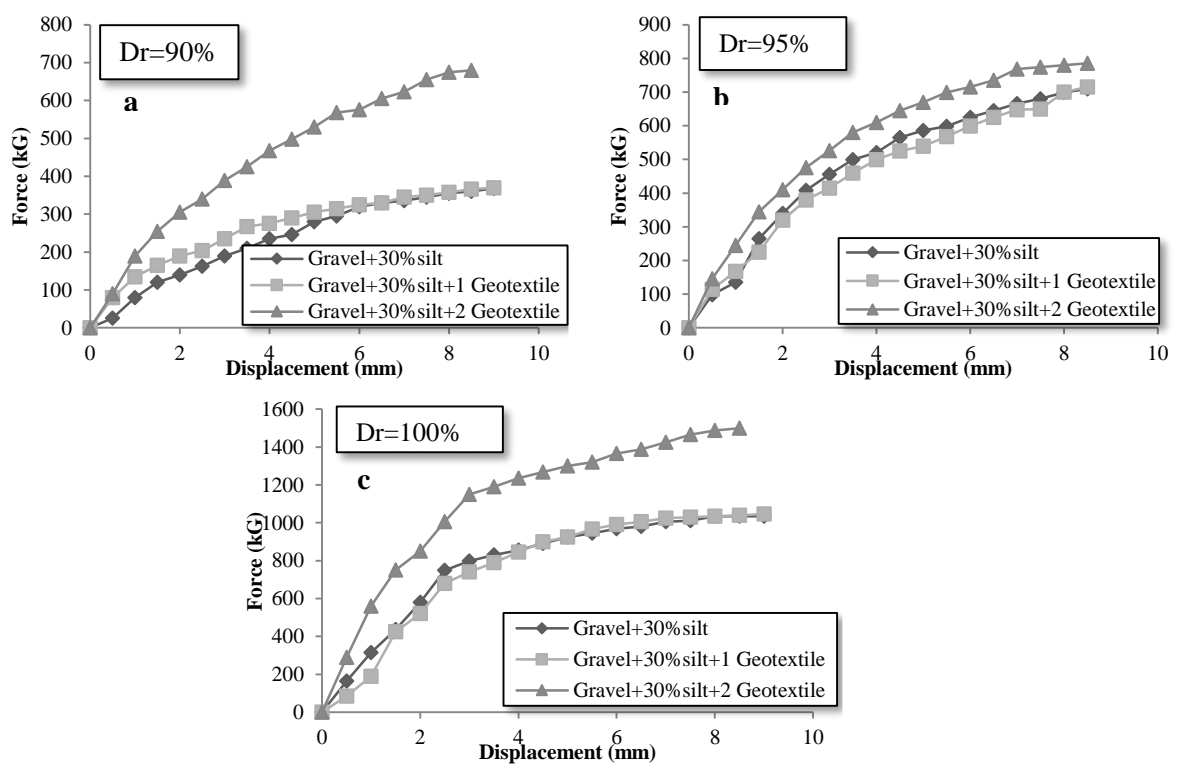 800
700
600
500
400
300
200
100
0
Force (kG)
Dr=90%
a
Gravel+30%silt
Gravel+30%silt+1 Geotextile
Gravel+30%silt+2 Geotextile
0 2 4 6 8 10
Displacement (mm)
900
800
700
600
500
400
300
200
100
0
Force (kG)
Dr=95%
b
Gravel+30%silt
Gravel+30%silt+1 Geotextile
Gravel+30%silt+2 Geotextile
0 2 4 6 8 10
Displacement (mm)
1600
1400
1200
1000
800
600
400
200
0
Force (kG)
Dr=100%
c
Gravel+30%silt
Gravel+30%silt+1 Geotextile
Gravel+30%silt+2 Geotextile
0 2 4 6 8 10
Displacement (mm)